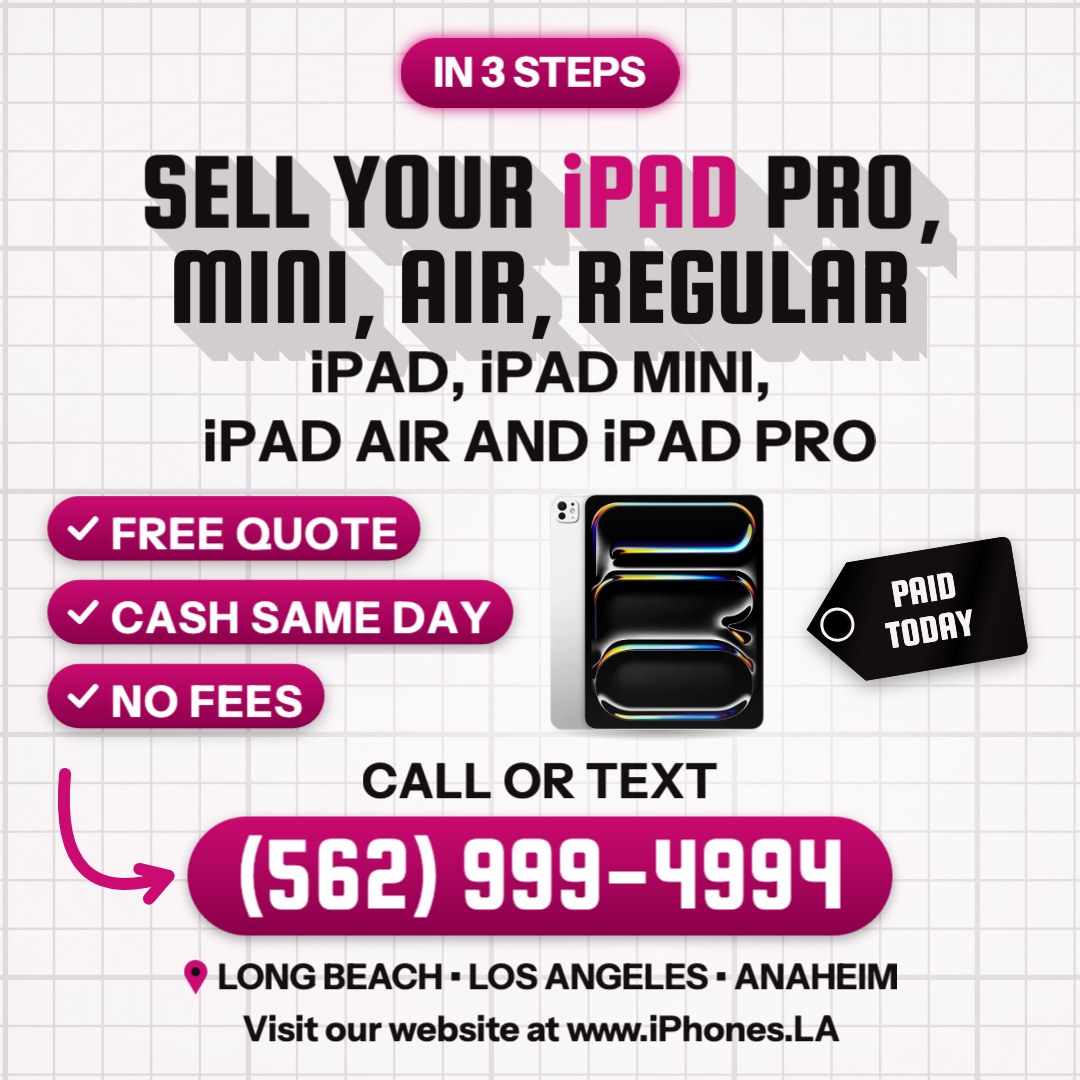 IN 3 STEPS
SELL YOUR iPAD PRO,
MINI, AIR, REGULAR
iPAD, iPAD MINI,
iPAD AIR AND iPAD PRO
✓ FREE QUOTE
✓ CASH SAME DAY
✓ NO FEES
PAID
TODAY
CALL OR TEXT
(562) 999-4994
LONG BEACH ▪ LOS ANGELES ▪ ANAHEIM
Visit our website at www.iPhones.LA